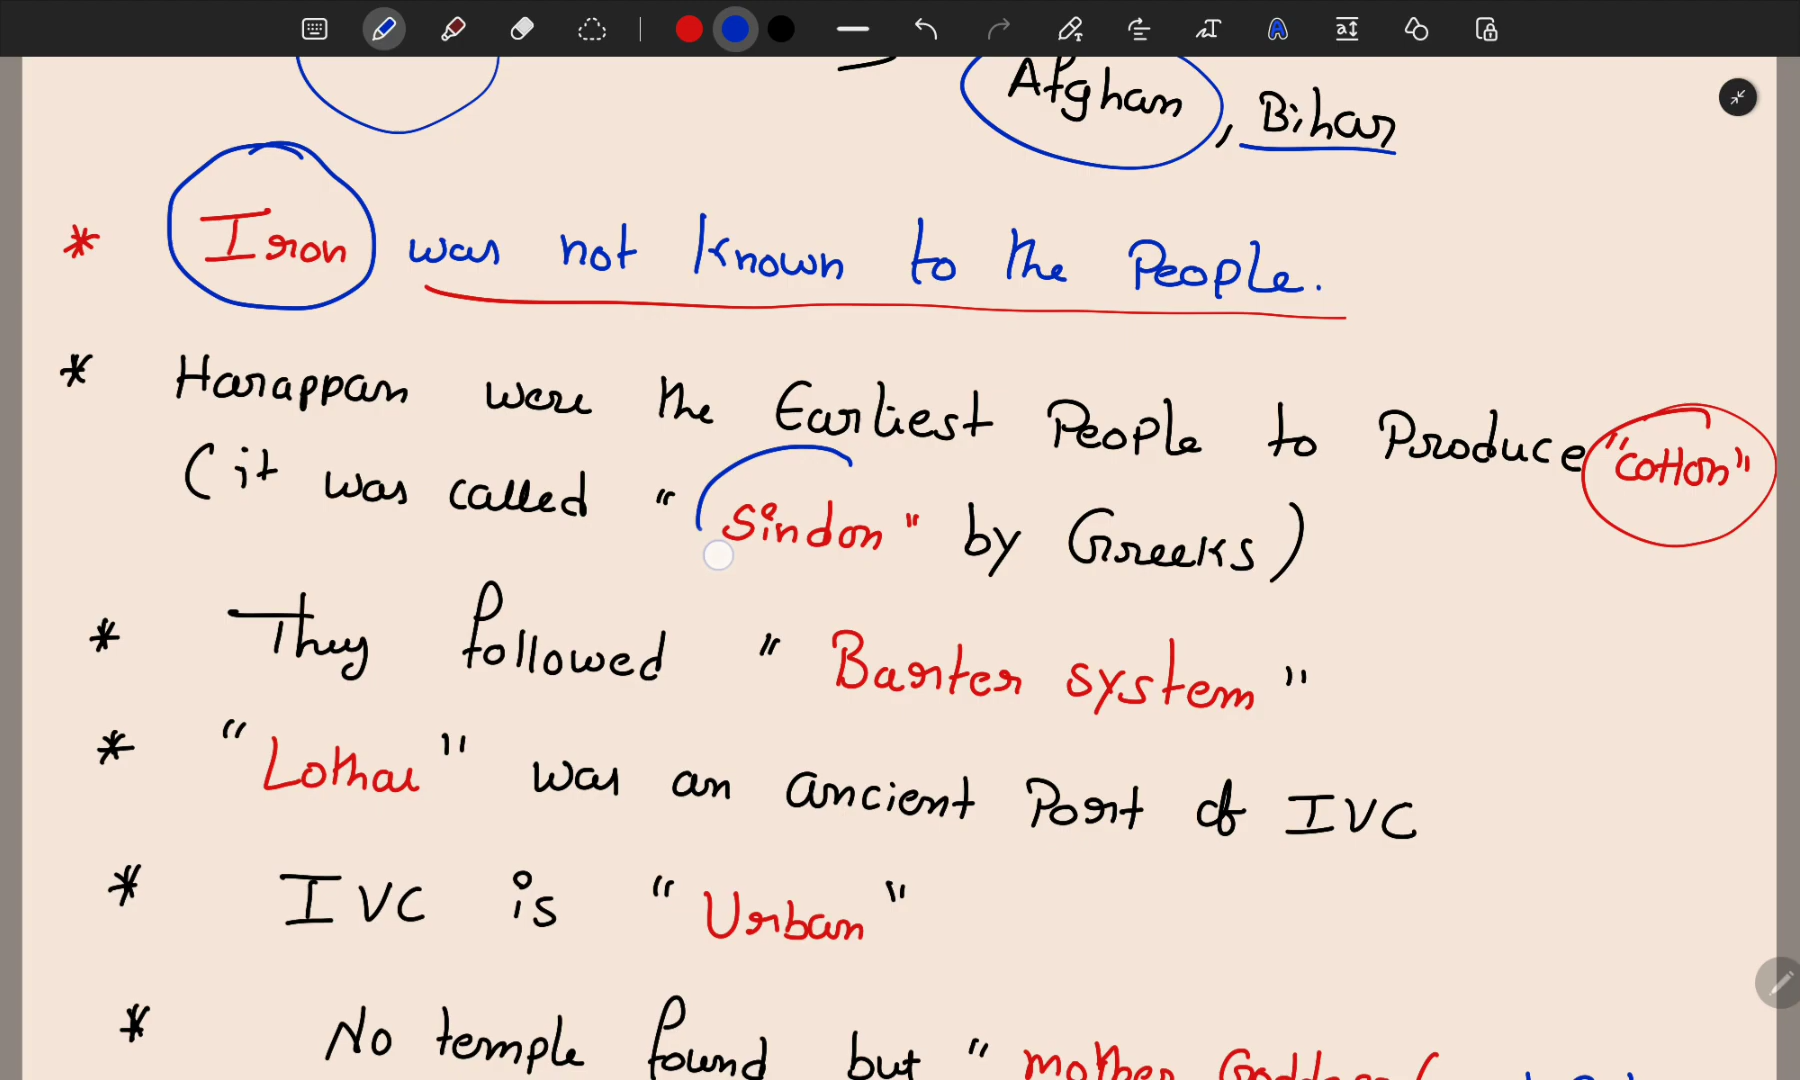 Afghan, Bihar
* Iron was not known to the People.
* Harappan were the Earliest People to Produce "cotton"
(it was called "Sindon" by Greeks)
* They followed "Barter system"
* "Lothal" was an ancient Port of IVC
* IVC is "Urban"
* No temple found but "mother Goddess (